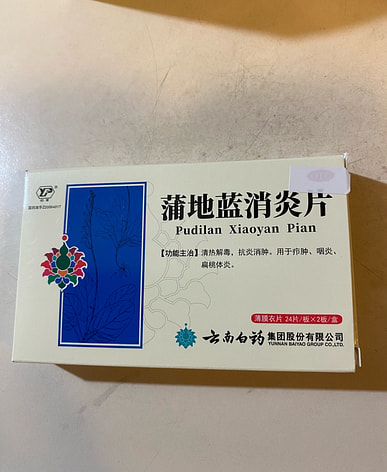 YP
蒲地蓝消炎片
Pudilan Xiaoyan Pian
【功能主治】清热解毒，抗炎消肿。用于疖肿、咽炎、
扁桃体炎。
薄膜衣片 24片/板×2板/盒
云南白药 集团股份有限公司
YUNNAN BAIYAO GROUP CO.,LTD.